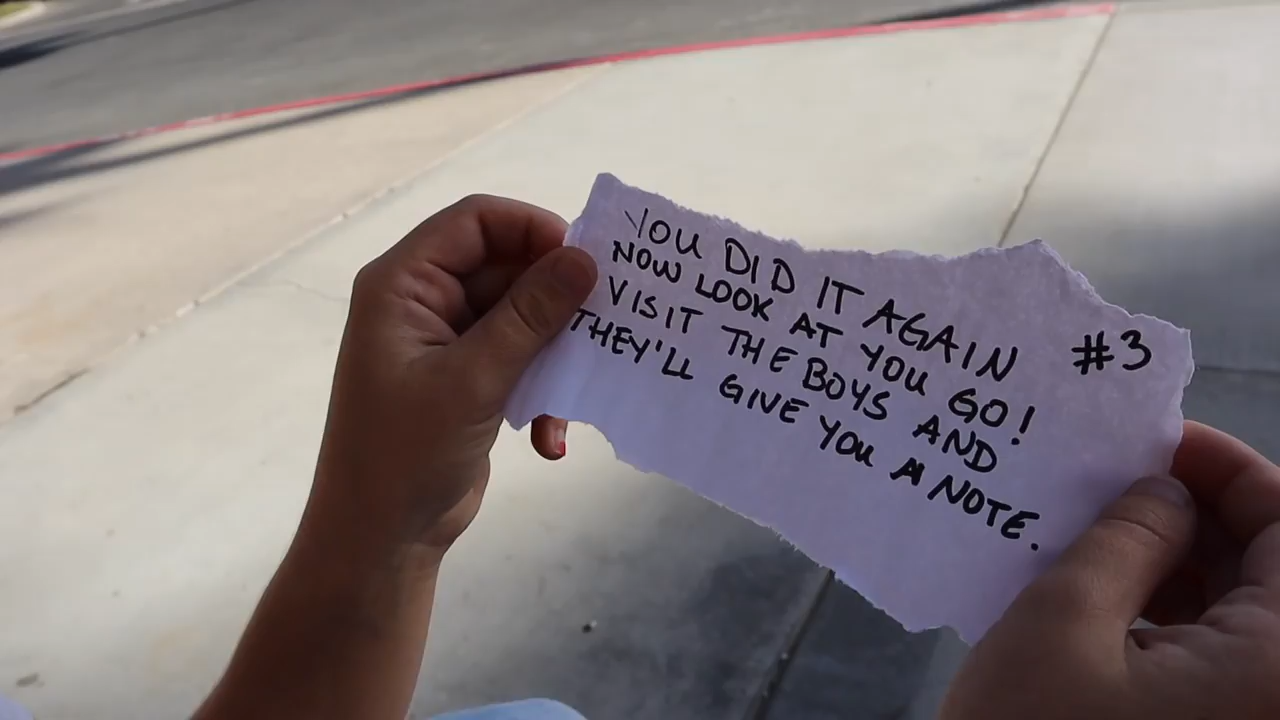 YOU DID IT AGAIN #3
NOW LOOK AT YOU GO!
VISIT THE BOYS AND
THEY'LL GIVE YOU A NOTE.